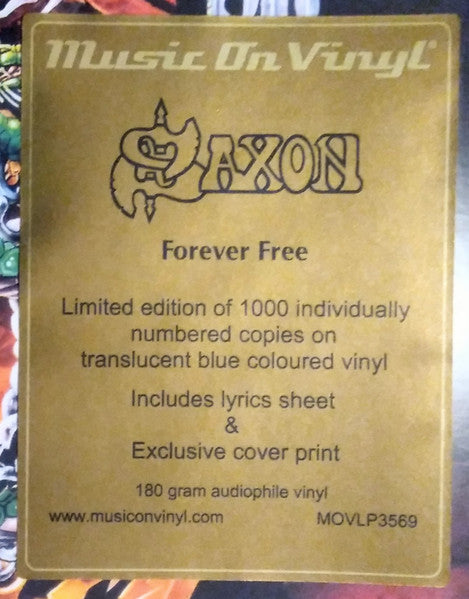 Music On Vinyl®
SAXON
Forever Free
Limited edition of 1000 individually
numbered copies on
translucent blue coloured vinyl
Includes lyrics sheet
&
Exclusive cover print
180 gram audiophile vinyl
www.musiconvinyl.com MOVLP3569